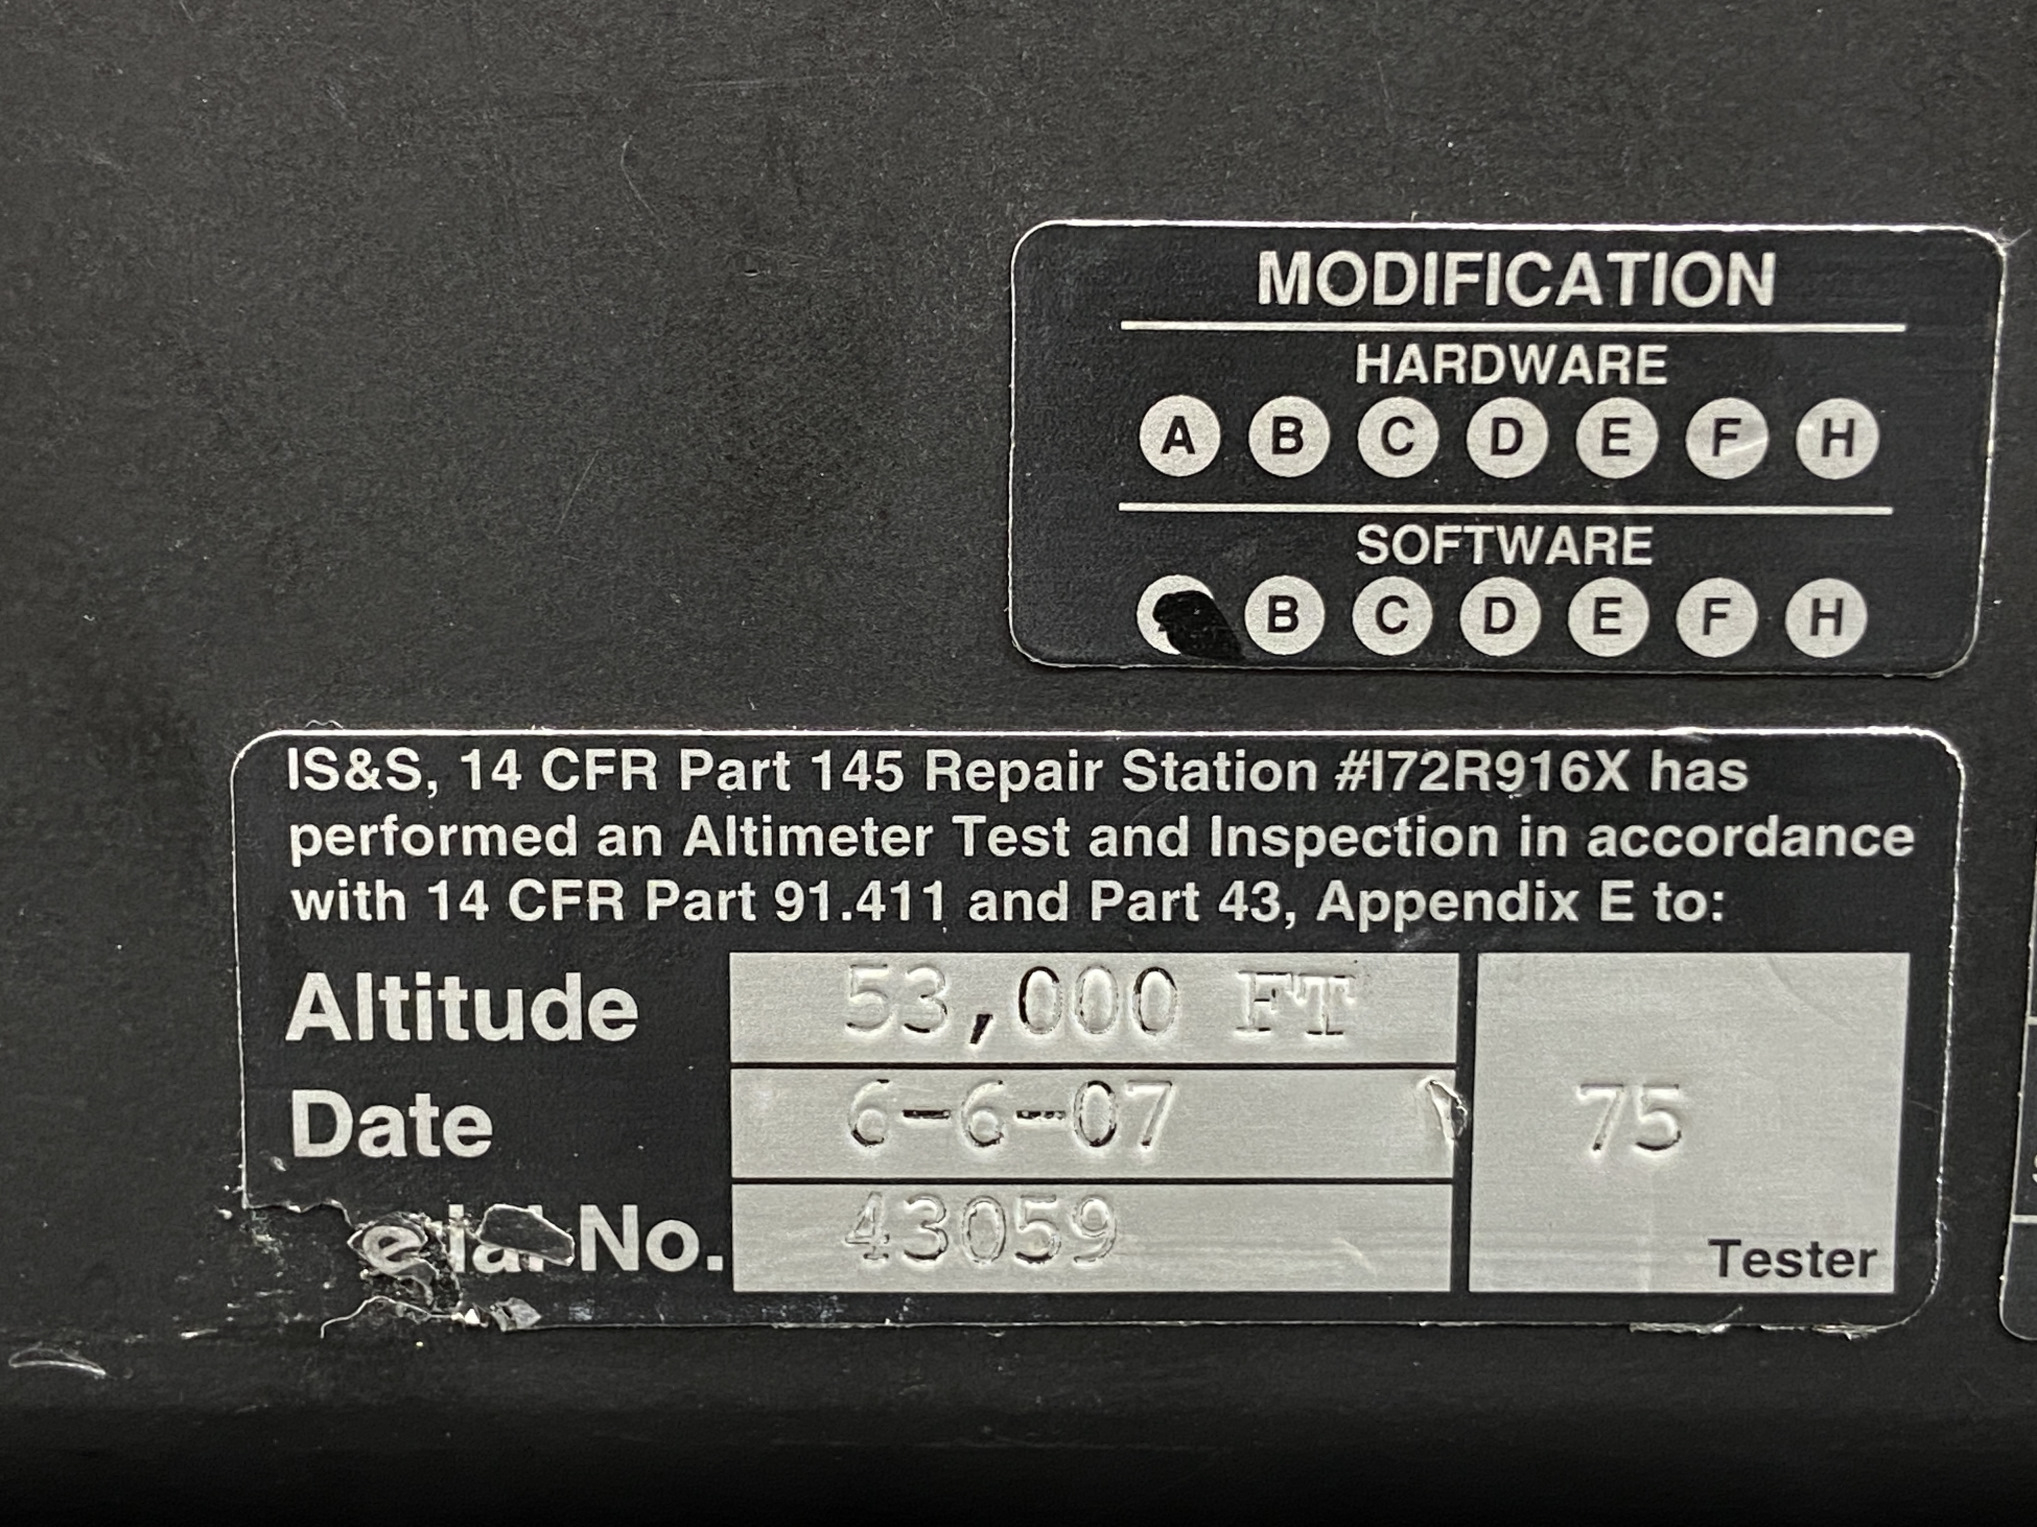 MODIFICATION
HARDWARE
A B C D E F H
SOFTWARE
B C D E F H
IS&S, 14 CFR Part 145 Repair Station #I72R916X has
performed an Altimeter Test and Inspection in accordance
with 14 CFR Part 91.411 and Part 43, Appendix E to:
Altitude 53,000 FT
Date 6-6-07 75
erial No. 43059 Tester